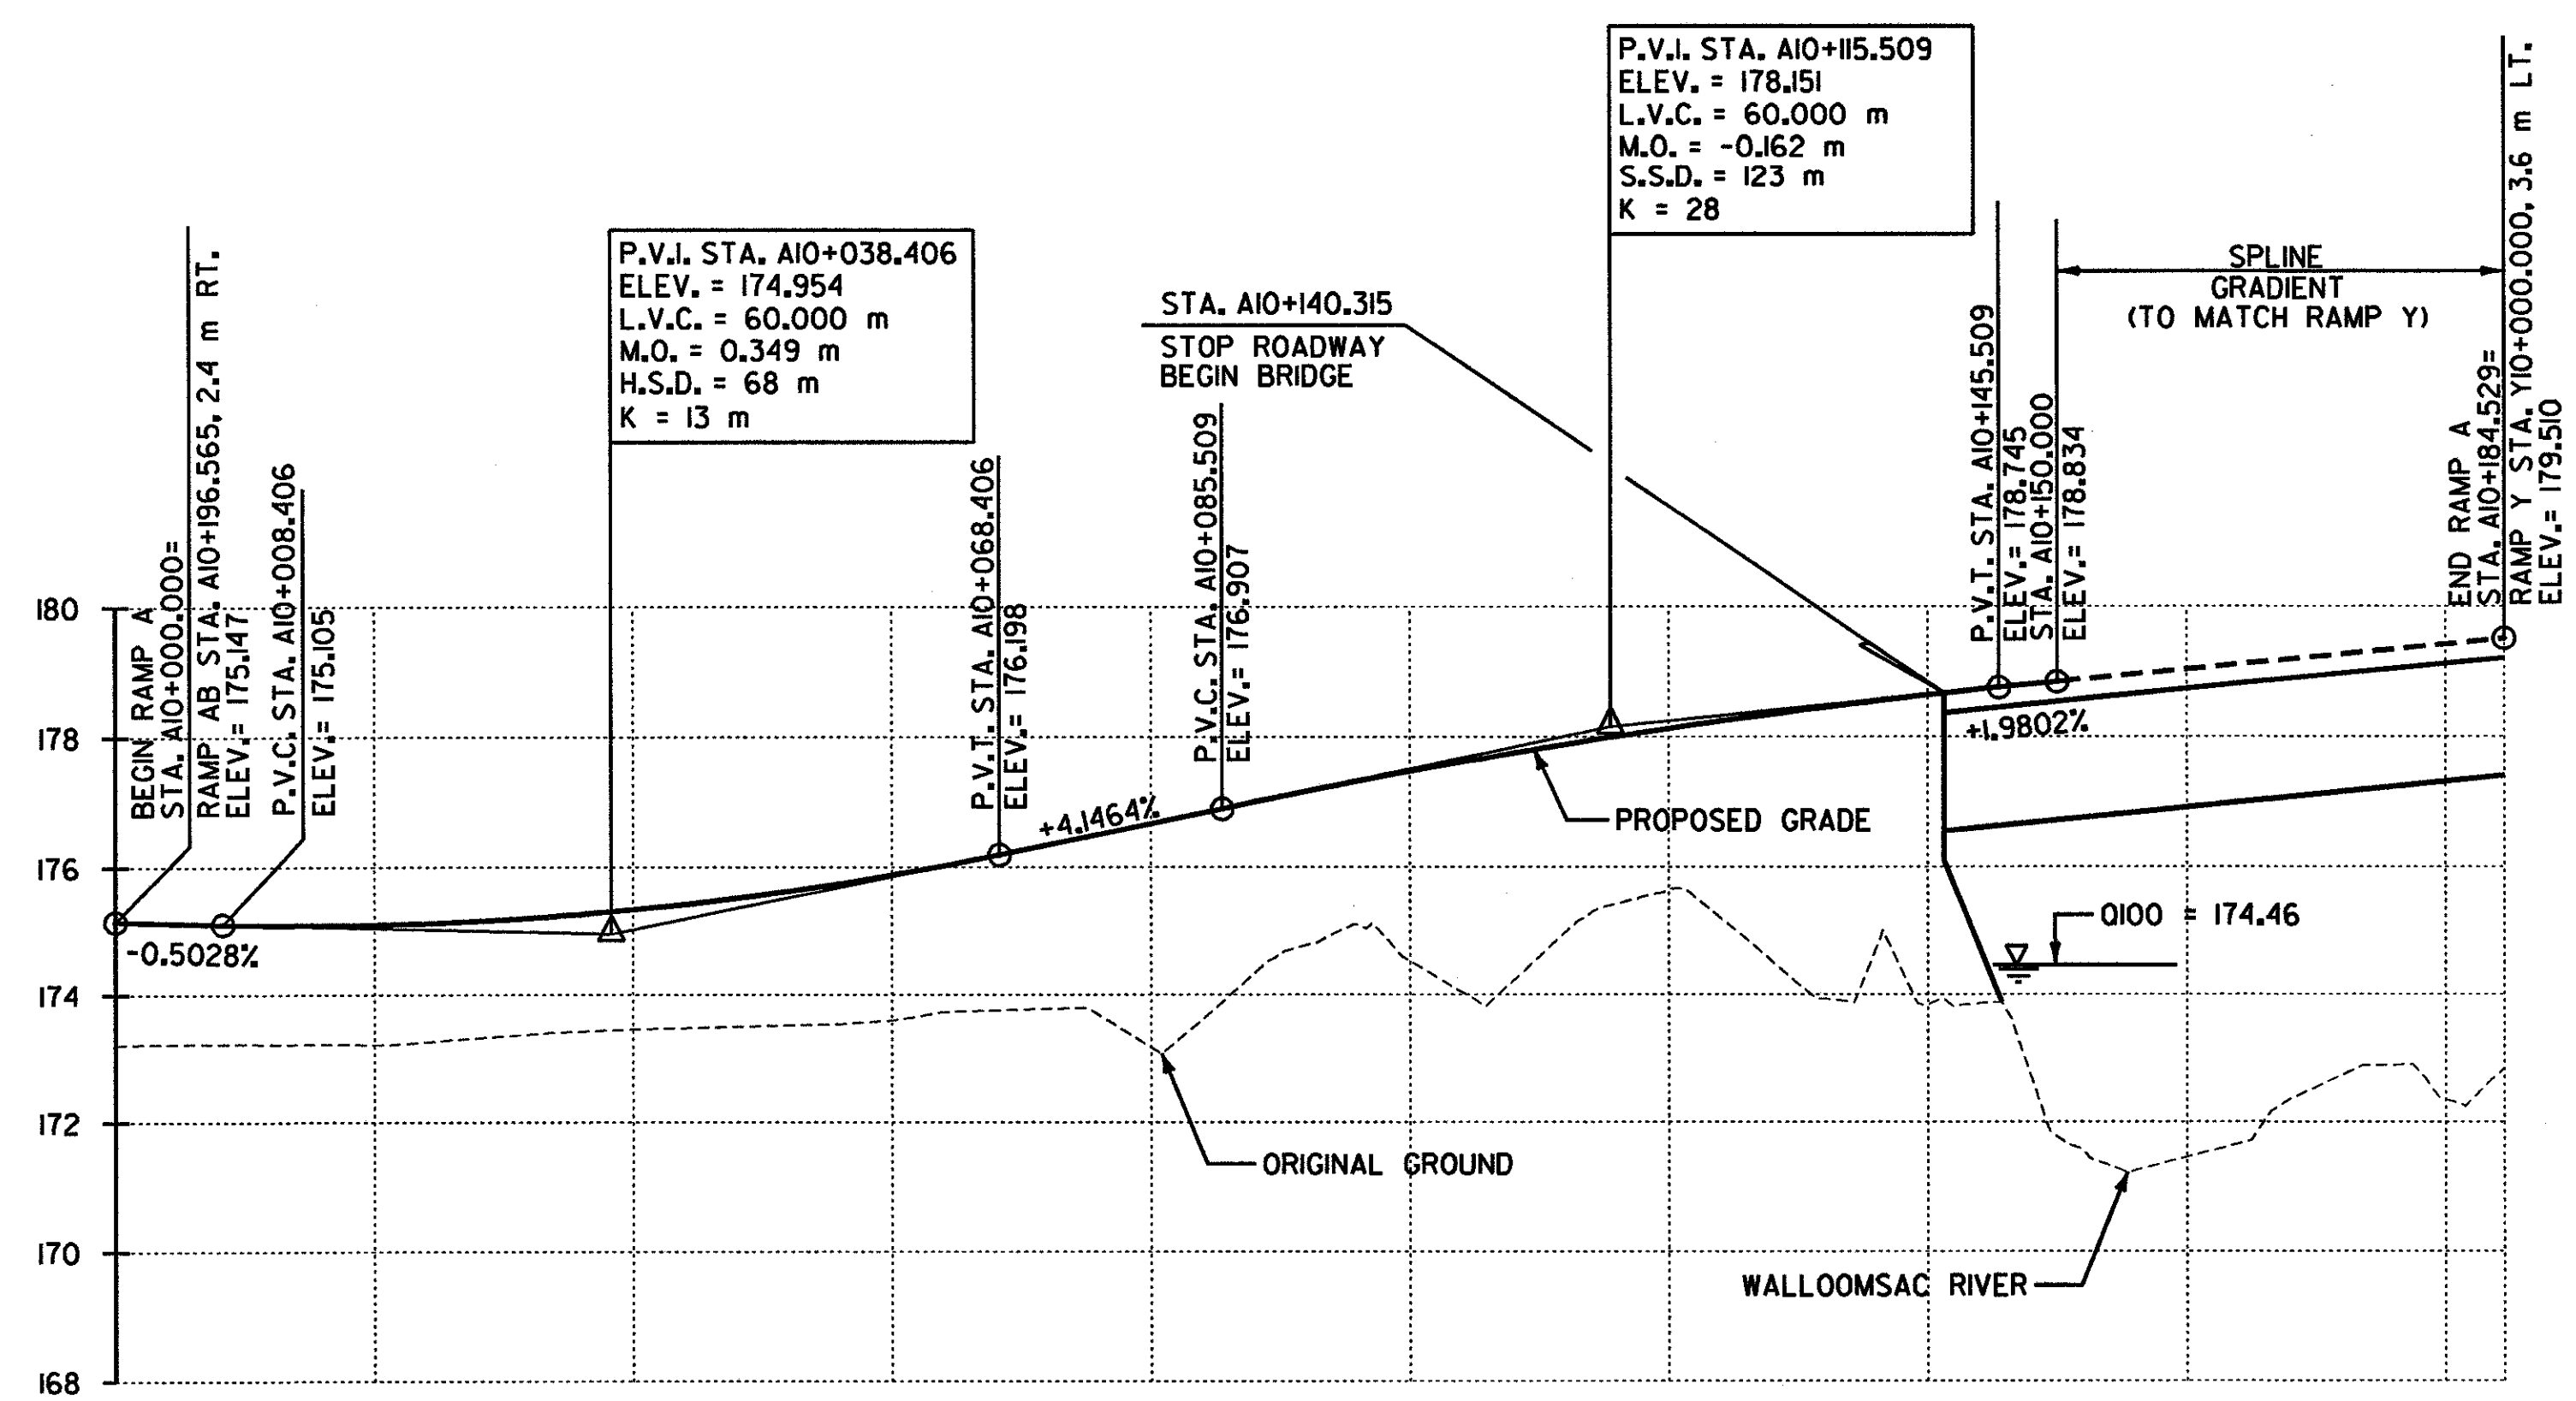 P.V.I. STA. A10+115.509
ELEV. = 178.151
L.V.C. = 60.000 m
M.O. = -0.162 m
S.S.D. = 123 m
K = 28
P.V.I. STA. A10+038.406
ELEV. = 174.954
L.V.C. = 60.000 m
M.O. = 0.349 m
H.S.D. = 68 m
K = 13 m
STA. A10+140.315
STOP ROADWAY
BEGIN BRIDGE
SPLINE
GRADIENT
(TO MATCH RAMP Y)
BEGIN RAMP A
STA. A10+000.000=
RAMP AB STA. A10+196.565, 2.4 m RT.
ELEV.= 175.147
P.V.C. STA. A10+008.406
ELEV.= 175.105
P.V.T. STA. A10+068.406
ELEV.= 176.198
P.V.C. STA. A10+085.509
ELEV.= 176.907
P.V.T. STA. A10+145.509
ELEV.= 178.745
STA. A10+150.000
ELEV.= 178.834
END RAMP A
STA. A10+184.529=
RAMP Y STA. Y10+000.000, 3.6 m LT.
ELEV.= 179.510
180
178
176
174
172
170
168
-0.5028%
+4.1464%
+1.9802%
PROPOSED GRADE
Q100 = 174.46
ORIGINAL GROUND
WALLOOMSAC RIVER